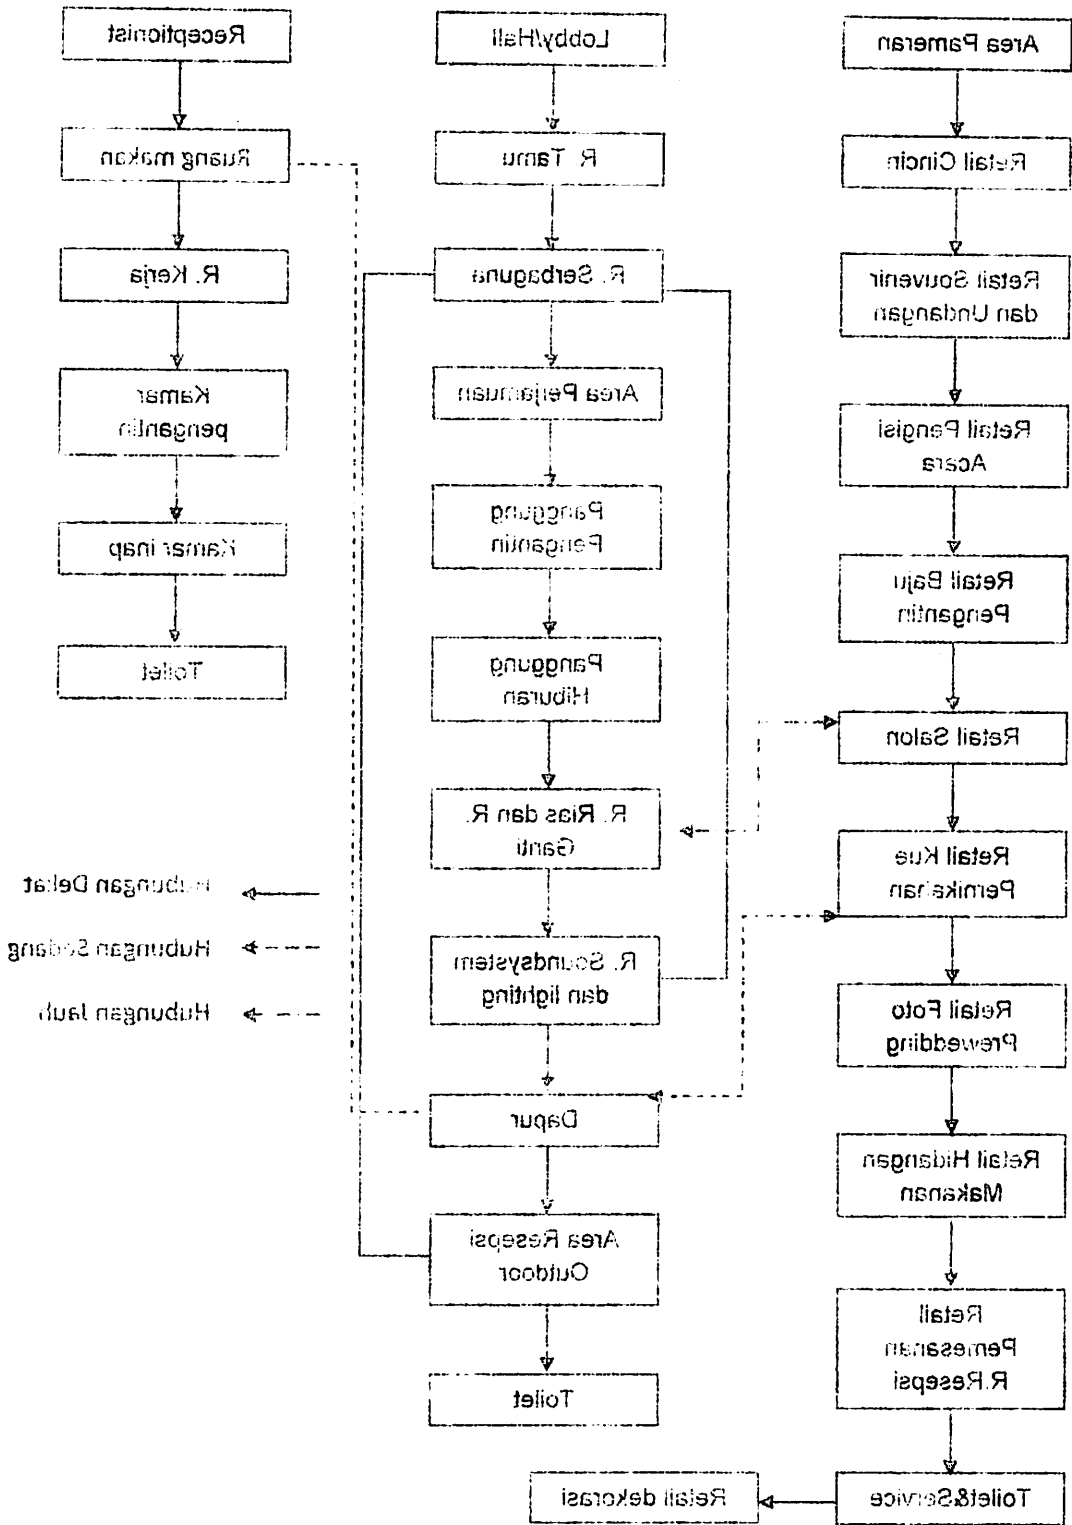 Area Pameran
Retail Cincin
Retail Souvenir
dan Undangan
Retail Pangisi
Acara
Retail Baju
Pengantin
Retail Salon
Retail Kue
Pernikahan
Retail Foto
Prewedding
Retail Hidangan
Makanan
Retail
Pemesanan
R.Resepsi
Toilet&Service
Retail dekorasi
Lobby/Hall
R. Tamu
R. Serbaguna
Area Perjamuan
Panggung
Pengantin
Panggung
Hiburan
R. Rias dan R.
Ganti
R. Soundsystem
dan lighting
Dapur
Area Resepsi
Outdoor
Toilet
Receptionist
Ruang makan
R. Kerja
Kamar
pengantin
Kamar inap
Toilet
Hubungan Dekat
Hubungan Sedang
Hubungan Jauh